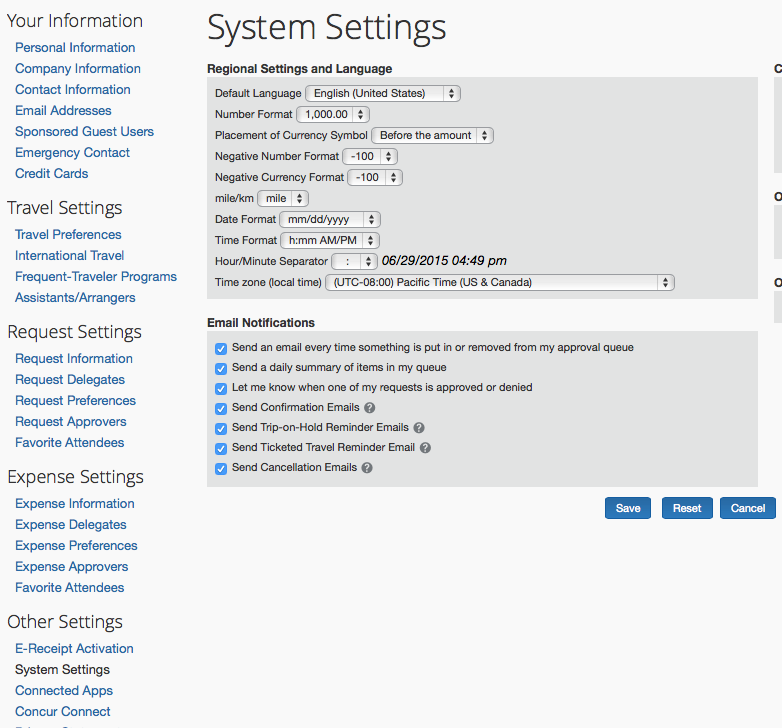 Your Information
Personal Information
Company Information
Contact Information
Email Addresses
Sponsored Guest Users
Emergency Contact
Credit Cards
Travel Settings
Travel Preferences
International Travel
Frequent-Traveler Programs
Assistants/Arrangers
Request Settings
Request Information
Request Delegates
Request Preferences
Request Approvers
Favorite Attendees
Expense Settings
Expense Information
Expense Delegates
Expense Preferences
Expense Approvers
Favorite Attendees
Other Settings
E-Receipt Activation
System Settings
Connected Apps
Concur Connect
System Settings
Regional Settings and Language
Default Language English (United States)
Number Format 1,000.00
Placement of Currency Symbol Before the amount
Negative Number Format -100
Negative Currency Format -100
mile/km mile
Date Format mm/dd/yyyy
Time Format h:mm AM/PM
Hour/Minute Separator : 06/29/2015 04:49 pm
Time zone (local time) (UTC-08:00) Pacific Time (US & Canada)
Email Notifications
Send an email every time something is put in or removed from my approval queue
Send a daily summary of items in my queue
Let me know when one of my requests is approved or denied
Send Confirmation Emails ?
Send Trip-on-Hold Reminder Emails ?
Send Ticketed Travel Reminder Email ?
Send Cancellation Emails ?
Save Reset Cancel